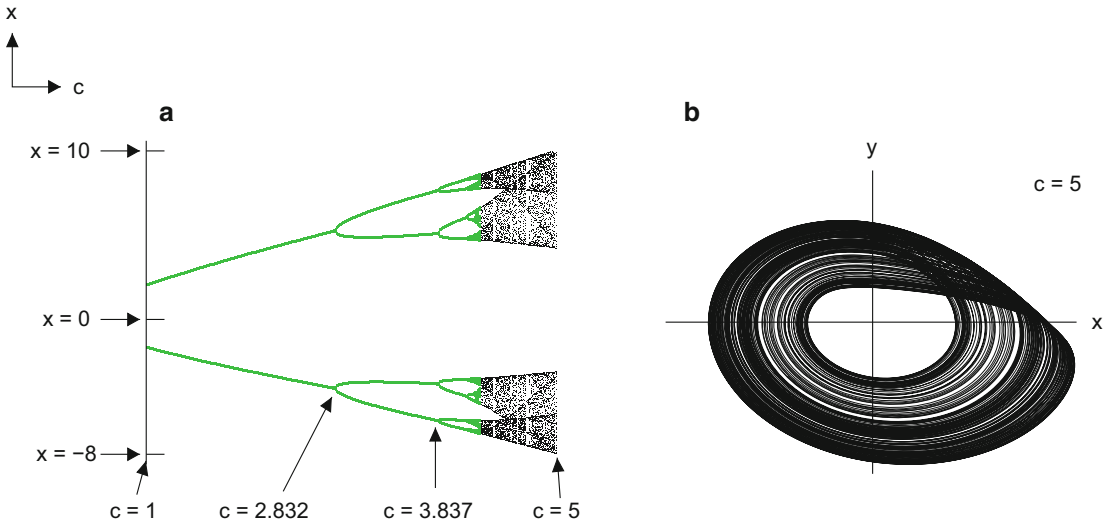 x
c
a
b
x = 10
x = 0
x = −8
c = 1
c = 2.832
c = 3.837
c = 5
y
c = 5
x